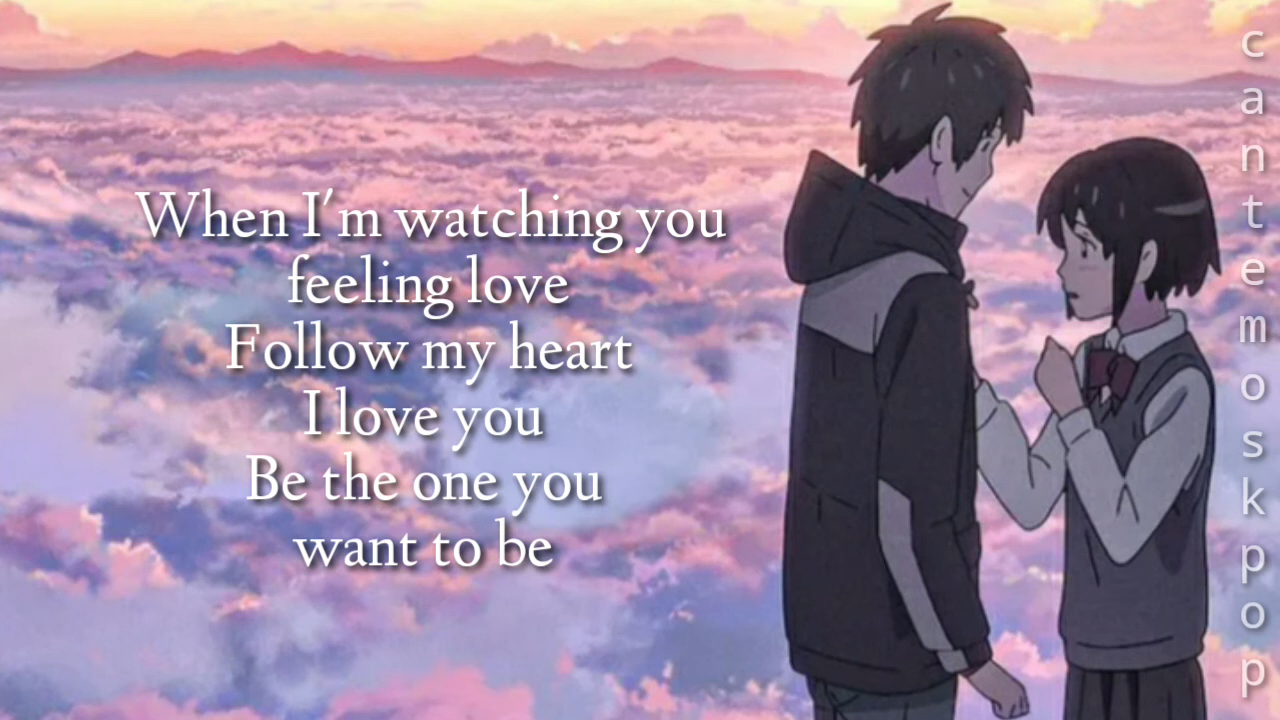 When I'm watching you
feeling love
Follow my heart
I love you
Be the one you
want to be
cantemoskpop